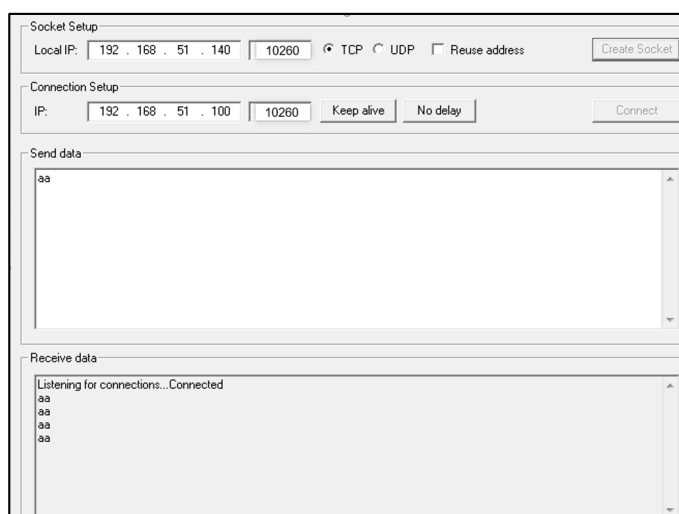 Socket Setup
Local IP: 192 . 168 . 51 . 140 10260 TCP UDP Reuse address Create Socket
Connection Setup
IP: 192 . 168 . 51 . 100 10260 Keep alive No delay Connect
Send data
aa
Receive data
Listening for connections...Connected
aa
aa
aa
aa